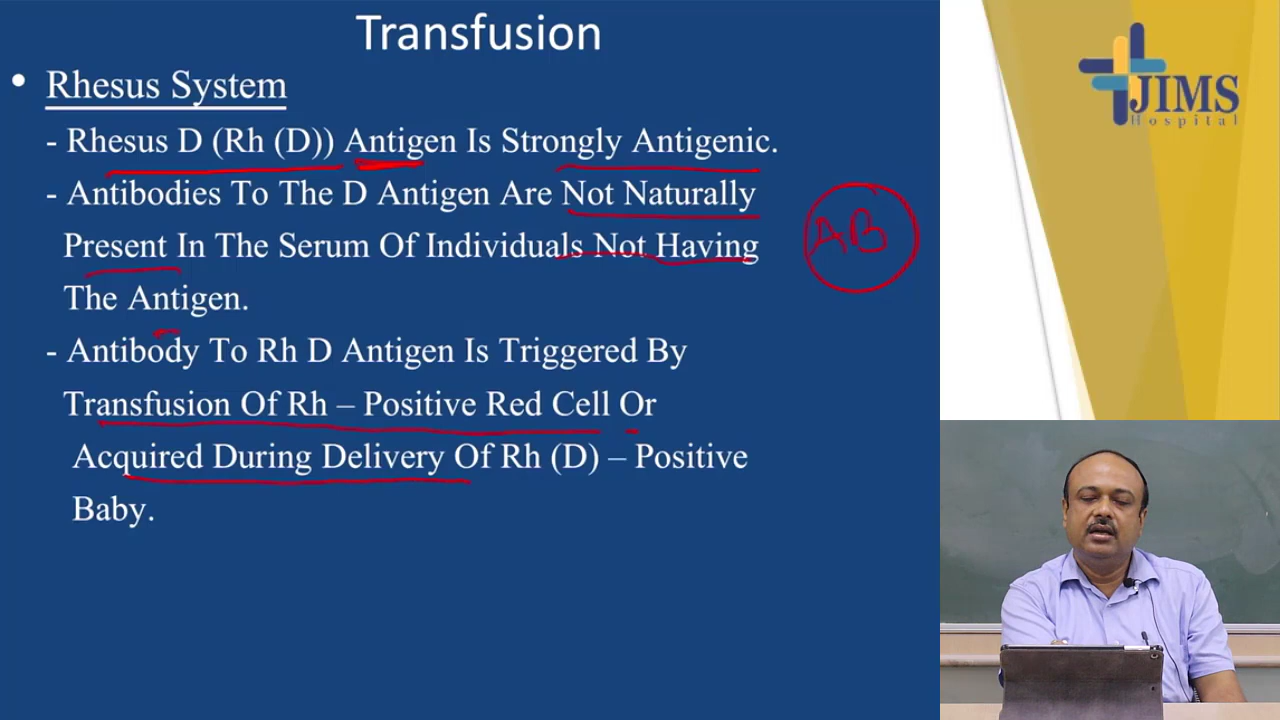 Transfusion
• Rhesus System
- Rhesus D (Rh (D)) Antigen Is Strongly Antigenic.
- Antibodies To The D Antigen Are Not Naturally
Present In The Serum Of Individuals Not Having
The Antigen.
- Antibody To Rh D Antigen Is Triggered By
Transfusion Of Rh – Positive Red Cell Or
Acquired During Delivery Of Rh (D) – Positive
Baby.
AB
JIMS
Hospital